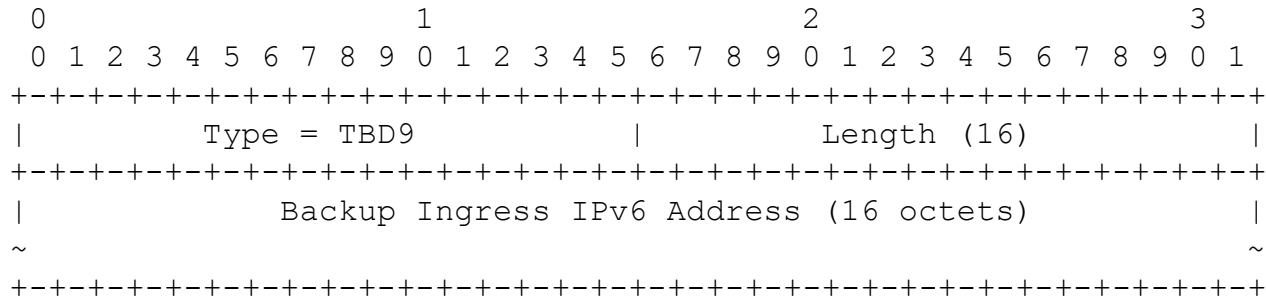 0                   1                   2                   3
 0 1 2 3 4 5 6 7 8 9 0 1 2 3 4 5 6 7 8 9 0 1 2 3 4 5 6 7 8 9 0 1
+-+-+-+-+-+-+-+-+-+-+-+-+-+-+-+-+-+-+-+-+-+-+-+-+-+-+-+-+-+-+-+-+
|         Type = TBD9           |         Length (16)           |
+-+-+-+-+-+-+-+-+-+-+-+-+-+-+-+-+-+-+-+-+-+-+-+-+-+-+-+-+-+-+-+-+
|             Backup Ingress IPv6 Address (16 octets)           |
~                                                               ~
+-+-+-+-+-+-+-+-+-+-+-+-+-+-+-+-+-+-+-+-+-+-+-+-+-+-+-+-+-+-+-+-+